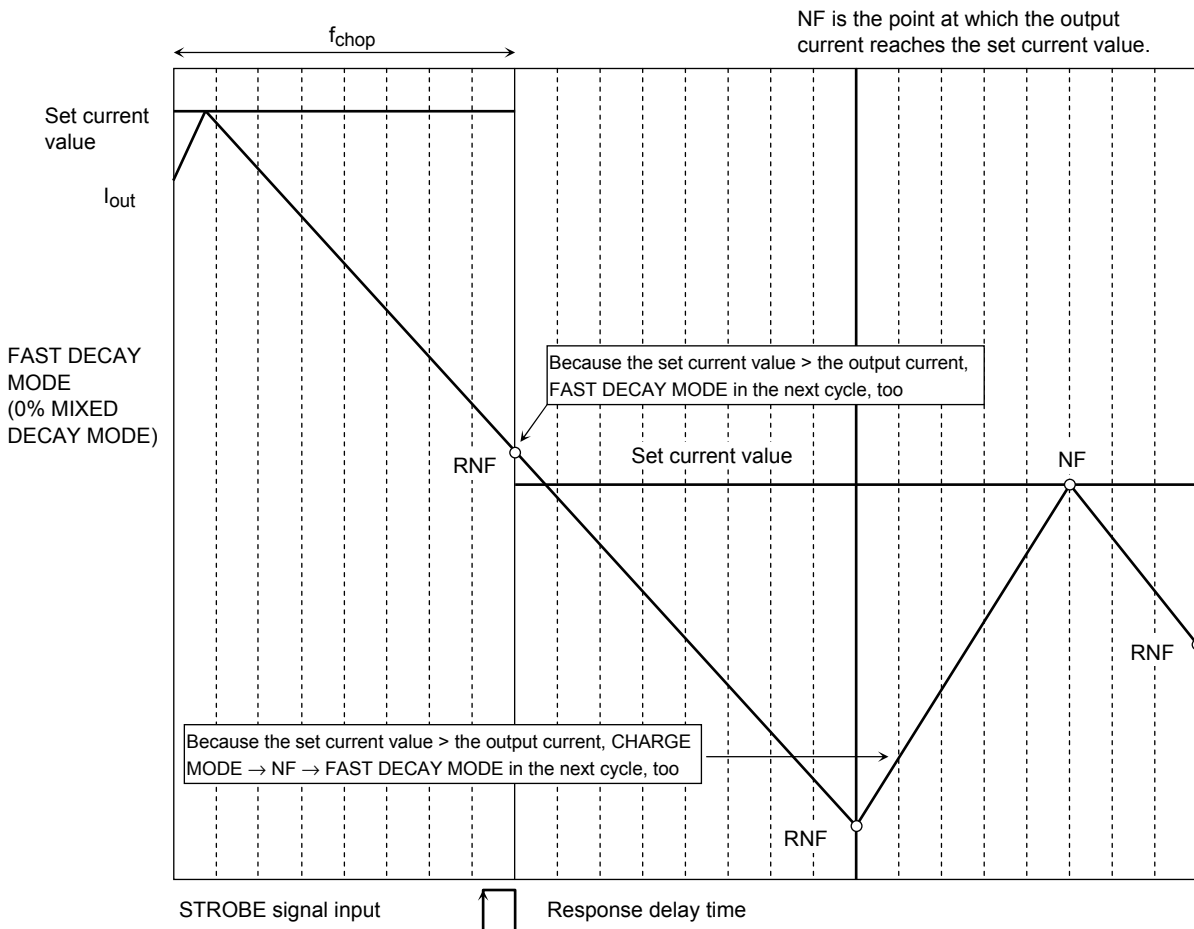 f_chop
NF is the point at which the output
current reaches the set current value.
Set current
value
I_out
FAST DECAY
MODE
(0% MIXED
DECAY MODE)
Because the set current value > the output current,
FAST DECAY MODE in the next cycle, too
RNF
Set current value
NF
RNF
Because the set current value > the output current, CHARGE
MODE → NF → FAST DECAY MODE in the next cycle, too
RNF
STROBE signal input
Response delay time